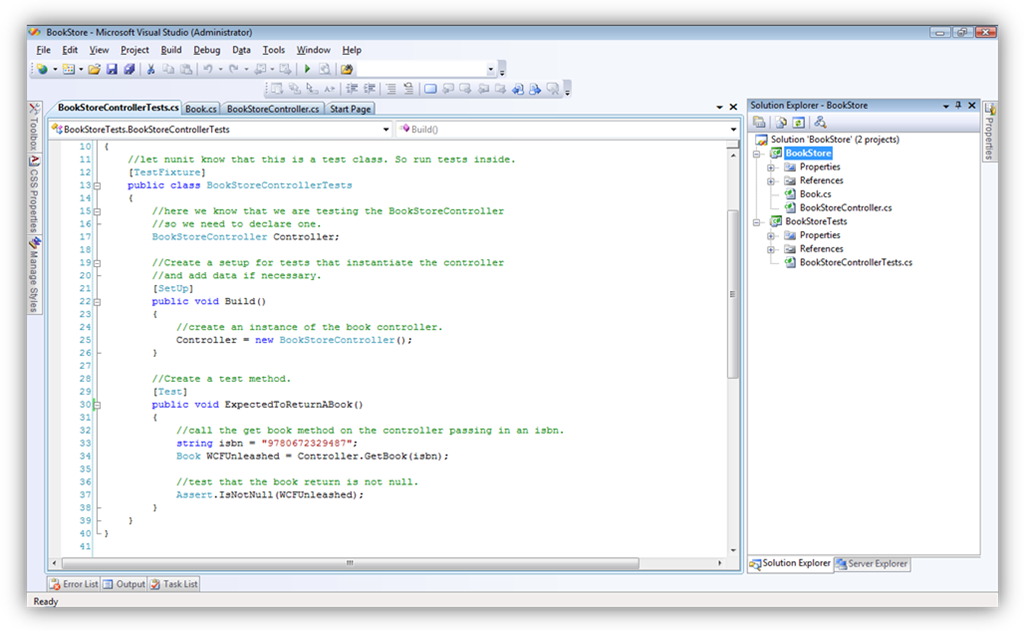 BookStore - Microsoft Visual Studio (Administrator)
File Edit View Project Build Debug Data Tools Window Help
BookStoreControllerTests.cs Book.cs BookStoreController.cs Start Page
BookStoreTests.BookStoreControllerTests Build()
10 {
11 //let nunit know that this is a test class. So run tests inside.
12 [TestFixture]
13 public class BookStoreControllerTests
14 {
15 //here we know that we are testing the BookStoreController
16 //so we need to declare one.
17 BookStoreController Controller;
18
19 //Create a setup for tests that instantiate the controller
20 //and add data if necessary.
21 [SetUp]
22 public void Build()
23 {
24 //create an instance of the book controller.
25 Controller = new BookStoreController();
26 }
27
28 //Create a test method.
29 [Test]
30 public void ExpectedToReturnABook()
31 {
32 //call the get book method on the controller passing in an isbn.
33 string isbn = "9780672329487";
34 Book WCFUnleashed = Controller.GetBook(isbn);
35
36 //test that the book return is not null.
37 Assert.IsNotNull(WCFUnleashed);
38 }
39 }
40 }
41
Toolbox
CSS Properties
Manage Styles
Solution Explorer - BookStore
Solution 'BookStore' (2 projects)
BookStore
Properties
References
Book.cs
BookStoreController.cs
BookStoreTests
Properties
References
BookStoreControllerTests.cs
Properties
Solution Explorer Server Explorer
Error List Output Task List
Ready